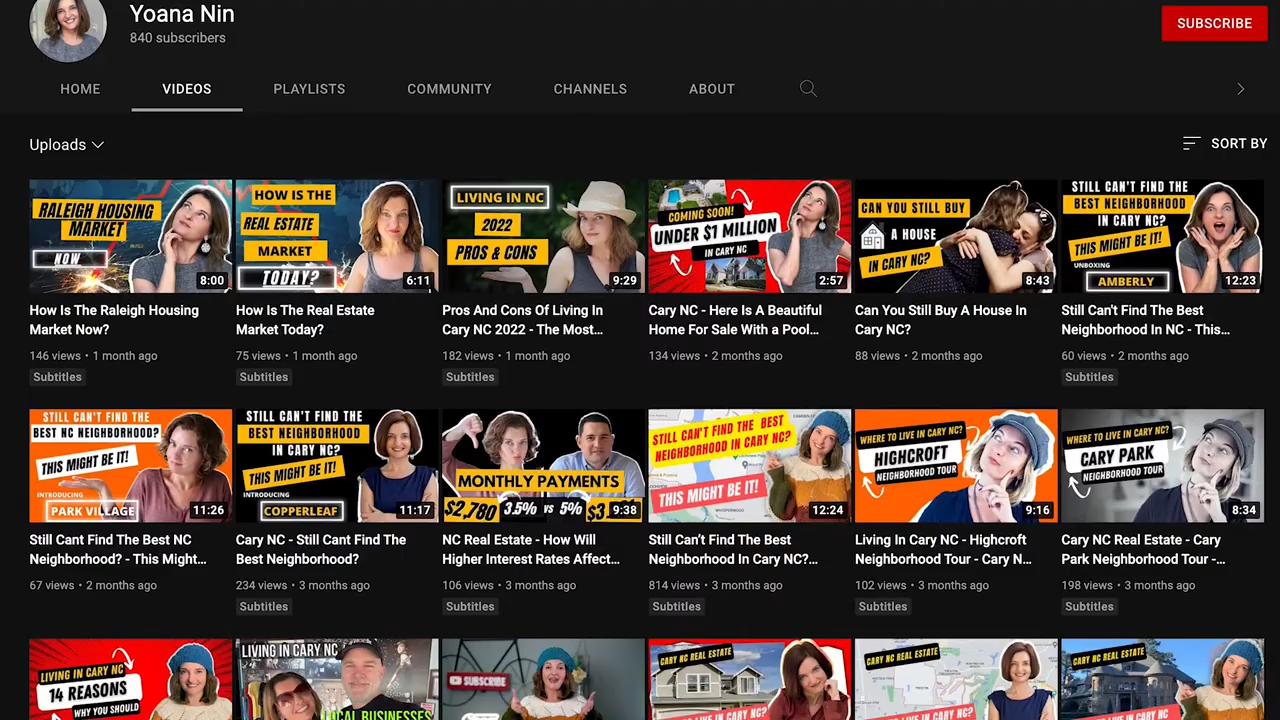 Yoana Nin
840 subscribers
SUBSCRIBE
HOME
VIDEOS
PLAYLISTS
COMMUNITY
CHANNELS
ABOUT
Uploads
SORT BY
RALEIGH HOUSING
MARKET
NOW
8:00
HOW IS THE
REAL ESTATE
MARKET
TODAY?
6:11
LIVING IN NC
2022
PROS & CONS
9:29
COMING SOON!
UNDER $1 MILLION
IN CARY NC
2:57
CAN YOU STILL BUY
A HOUSE
IN CARY NC?
8:43
STILL CAN'T FIND THE
BEST NEIGHBORHOOD
IN CARY NC?
THIS MIGHT BE IT!
UNBOXING
AMBERLY
12:23
How Is The Raleigh Housing
Market Now?
146 views • 1 month ago
Subtitles
How Is The Real Estate
Market Today?
75 views • 1 month ago
Subtitles
Pros And Cons Of Living In
Cary NC 2022 - The Most...
182 views • 1 month ago
Subtitles
Cary NC - Here Is A Beautiful
Home For Sale With a Pool...
134 views • 2 months ago
Can You Still Buy A House In
Cary NC?
88 views • 2 months ago
Still Can't Find The Best
Neighborhood In NC - This...
60 views • 2 months ago
Subtitles
STILL CAN'T FIND THE
BEST NC NEIGHBORHOOD?
THIS MIGHT BE IT!
INTRODUCING
PARK VILLAGE
11:26
STILL CAN'T FIND THE
BEST NEIGHBORHOOD
IN CARY NC?
THIS MIGHT BE IT!
INTRODUCING
COPPERLEAF
11:17
MONTHLY PAYMENTS
$2,780 3.5% vs 5% $3
9:38
STILL CAN'T FIND THE BEST
NEIGHBORHOOD IN CARY NC?
THIS MIGHT BE IT!
12:24
WHERE TO LIVE IN CARY NC?
HIGHCROFT
NEIGHBORHOOD TOUR
9:16
WHERE TO LIVE IN CARY NC?
CARY PARK
NEIGHBORHOOD TOUR
8:34
Still Cant Find The Best NC
Neighborhood? - This Might...
67 views • 2 months ago
Cary NC - Still Cant Find The
Best Neighborhood?
234 views • 3 months ago
Subtitles
NC Real Estate - How Will
Higher Interest Rates Affect...
106 views • 3 months ago
Subtitles
Still Can't Find The Best
Neighborhood In Cary NC?...
814 views • 3 months ago
Subtitles
Living In Cary NC - Highcroft
Neighborhood Tour - Cary N...
102 views • 3 months ago
Subtitles
Cary NC Real Estate - Cary
Park Neighborhood Tour -...
198 views • 3 months ago
Subtitles
LIVING IN CARY NC
14 REASONS
WHY YOU SHOULD
LIVING IN CARY NC
LOCAL BUSINESSES
SUBSCRIBE
CARY NC REAL ESTATE
LIVE IN CARY NC?
CARY NC REAL ESTATE
LIVE IN CARY NC?
CARY NC REAL ESTATE
LIVE IN CARY NC?